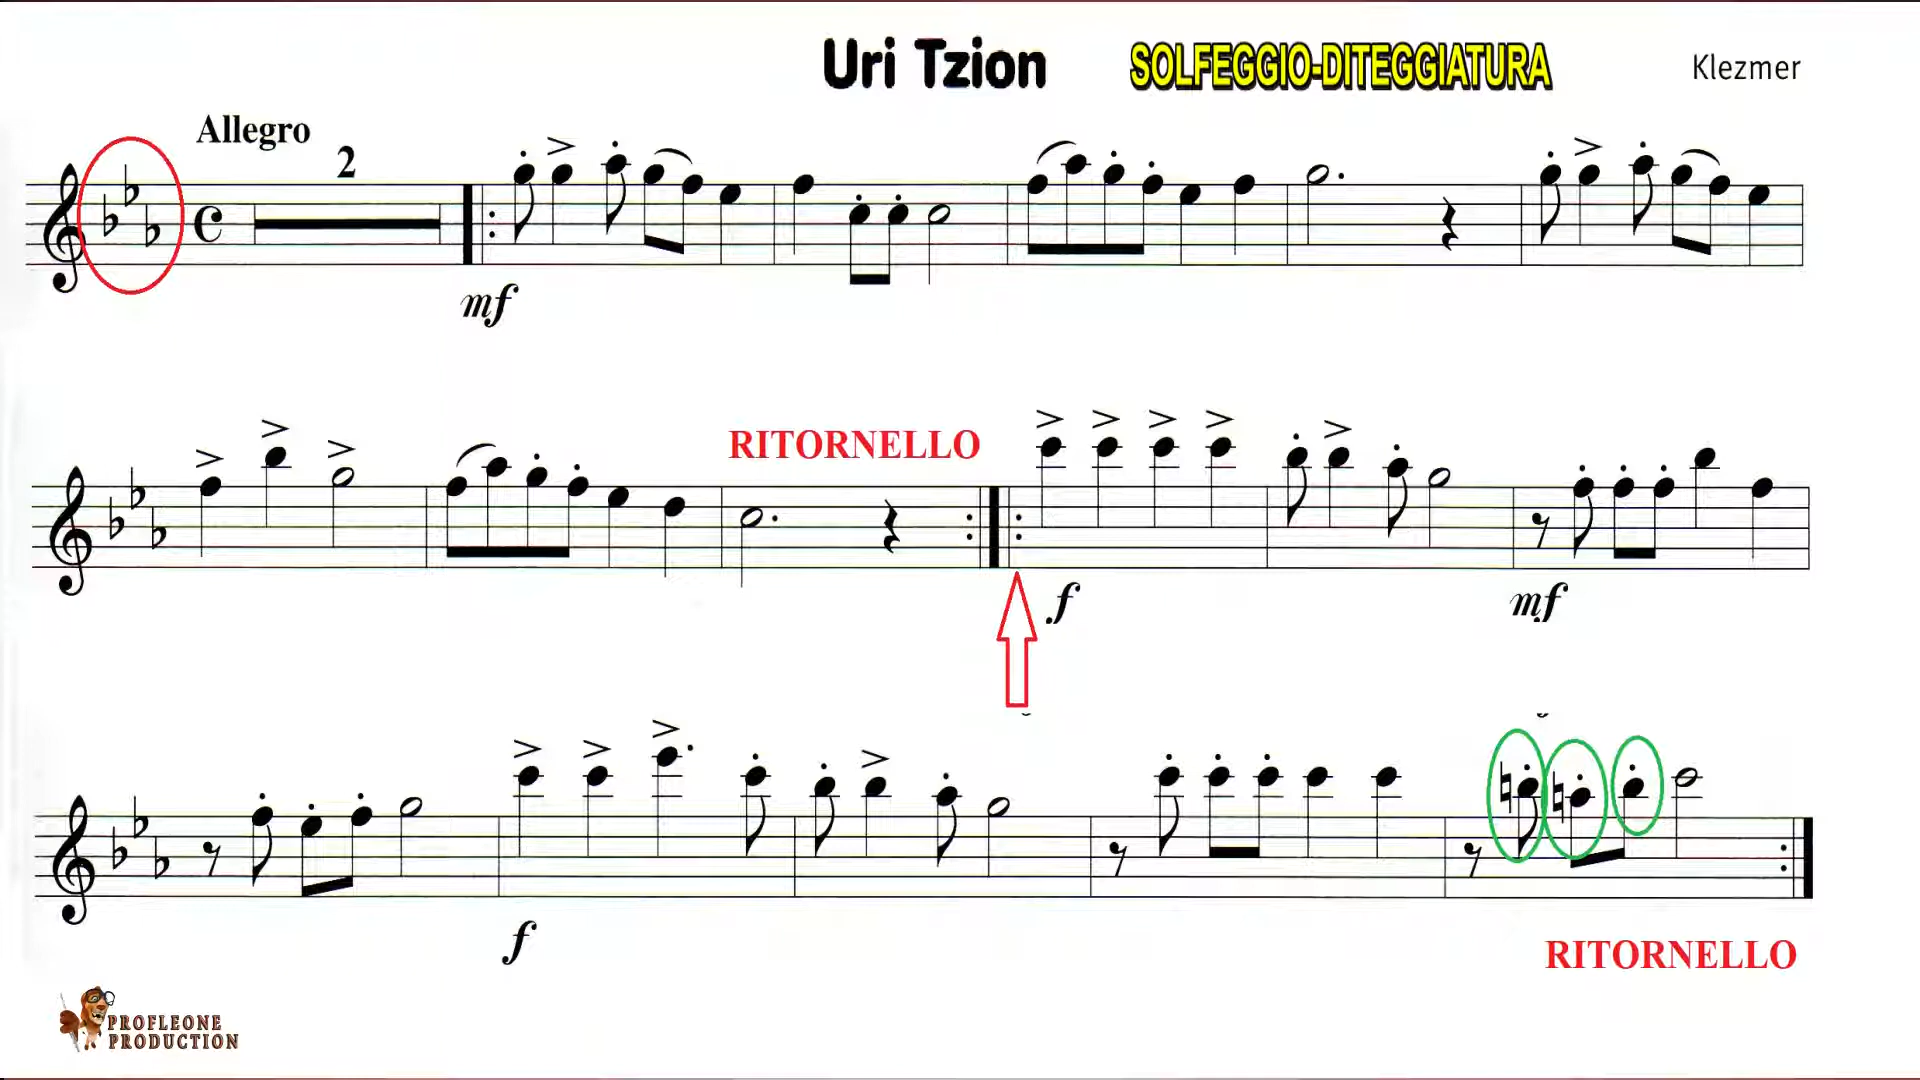 Uri Tzion SOLFEGGIO-DITEGGIATURA Klezmer
Allegro
2
mf
RITORNELLO
f mf
f
RITORNELLO
PROFLEONE
PRODUCTION